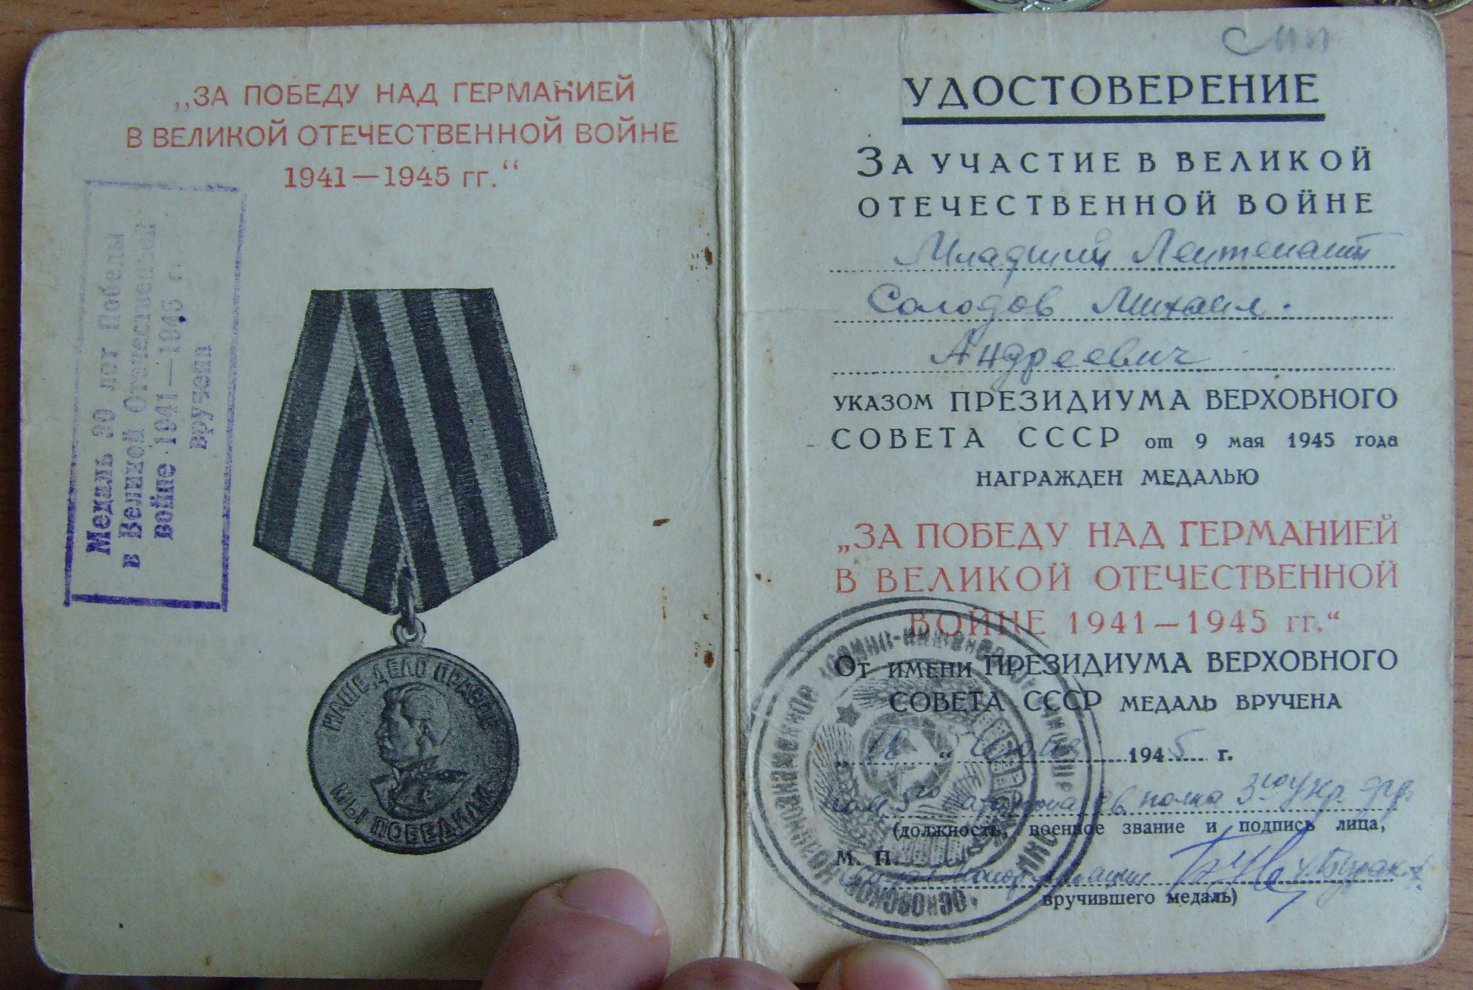 „ЗА ПОБЕДУ НАД ГЕРМАНИЕЙ
В ВЕЛИКОЙ ОТЕЧЕСТВЕННОЙ ВОЙНЕ
1941—1945 гг.“
Медаль 30 лет Победы
в Великой Отечественной
войне 1941—1945 г.
вручена
НАШЕ ДЕЛО ПРАВОЕ
МЫ ПОБЕДИЛИ
УДОСТОВЕРЕНИЕ
ЗА УЧАСТИЕ В ВЕЛИКОЙ
ОТЕЧЕСТВЕННОЙ ВОЙНЕ
Младший Лейтенант
Солодов Михаил
Андреевич
УКАЗОМ ПРЕЗИДИУМА ВЕРХОВНОГО
СОВЕТА СССР от 9 мая 1945 года
НАГРАЖДЕН МЕДАЛЬЮ
„ЗА ПОБЕДУ НАД ГЕРМАНИЕЙ
В ВЕЛИКОЙ ОТЕЧЕСТВЕННОЙ
ВОЙНЕ 1941—1945 гг.“
ОТ ИМЕНИ ПРЕЗИДИУМА ВЕРХОВНОГО
СОВЕТА СССР МЕДАЛЬ ВРУЧЕНА
„18“ 1945 г.
полка
(должность, военное звание и подпись лица,
М. П.
вручившего медаль)